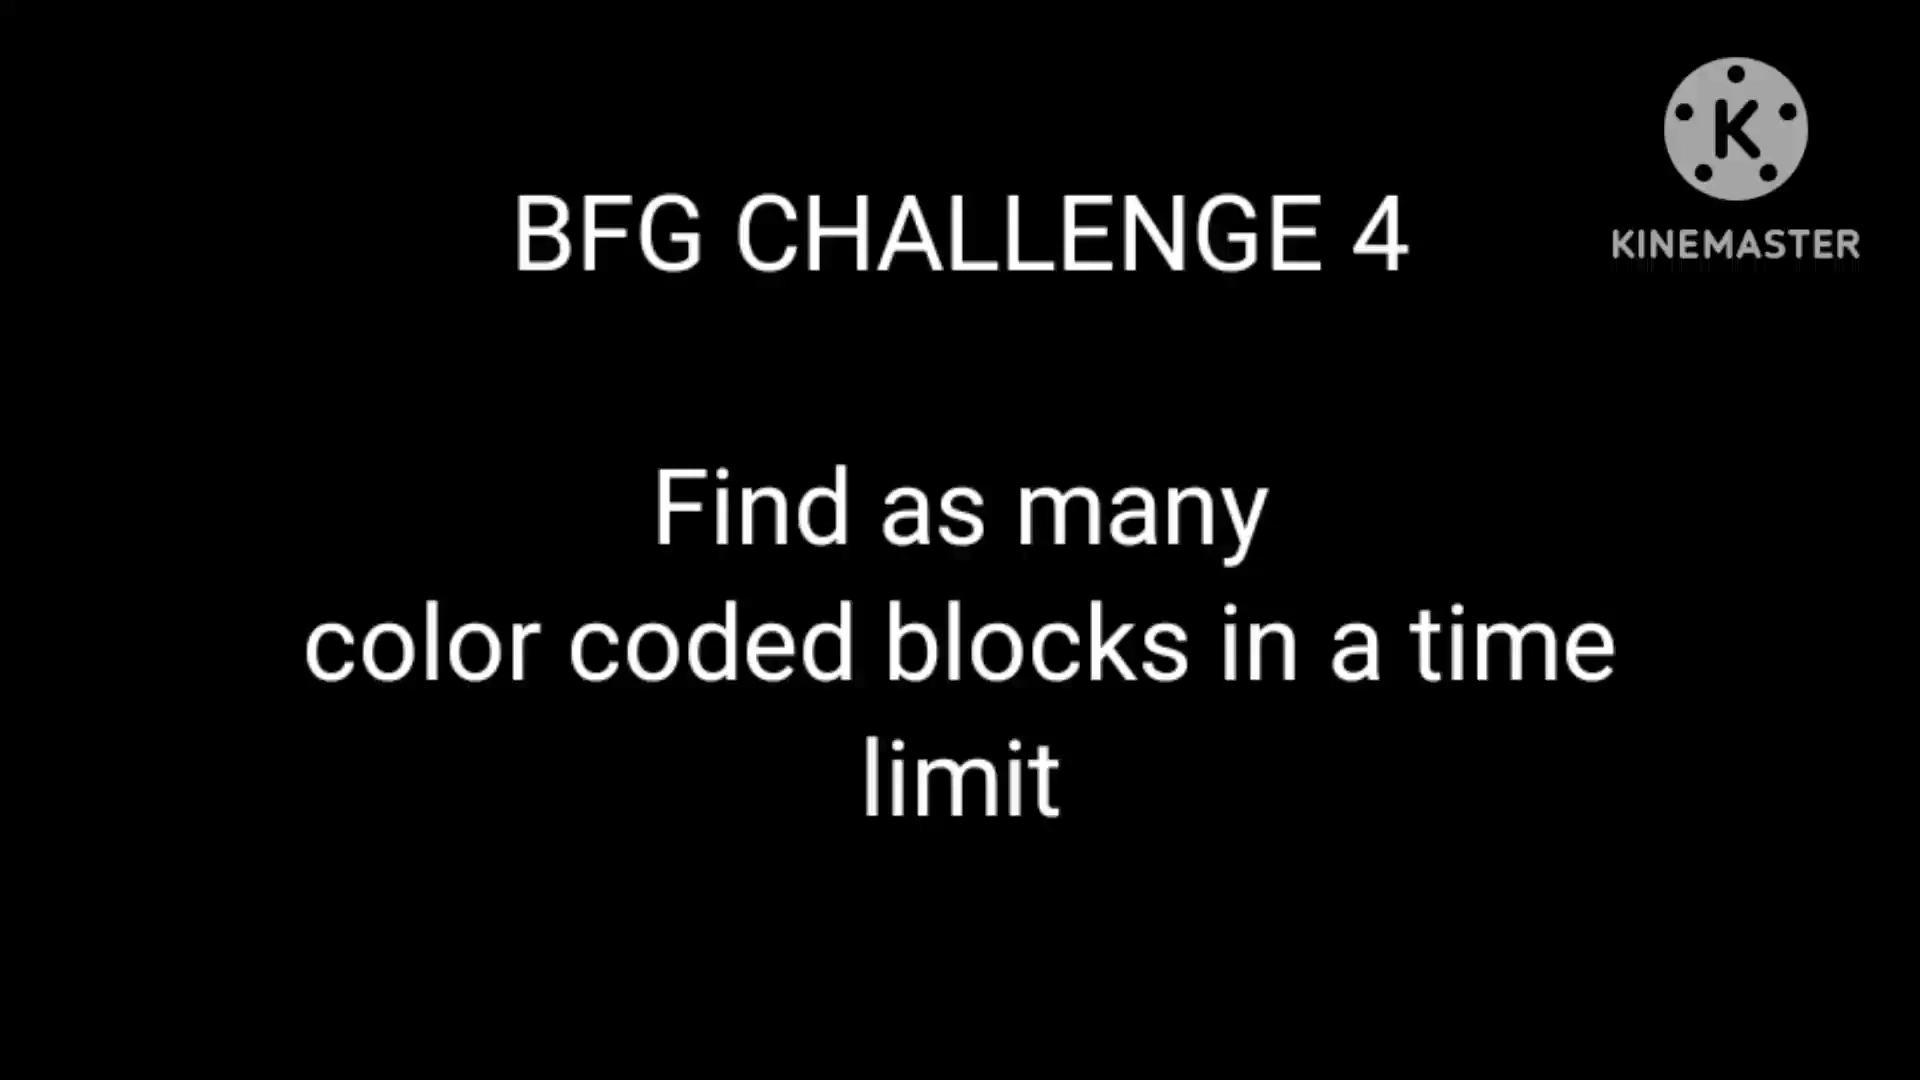 K
KINEMASTER
BFG CHALLENGE 4
Find as many
color coded blocks in a time
limit